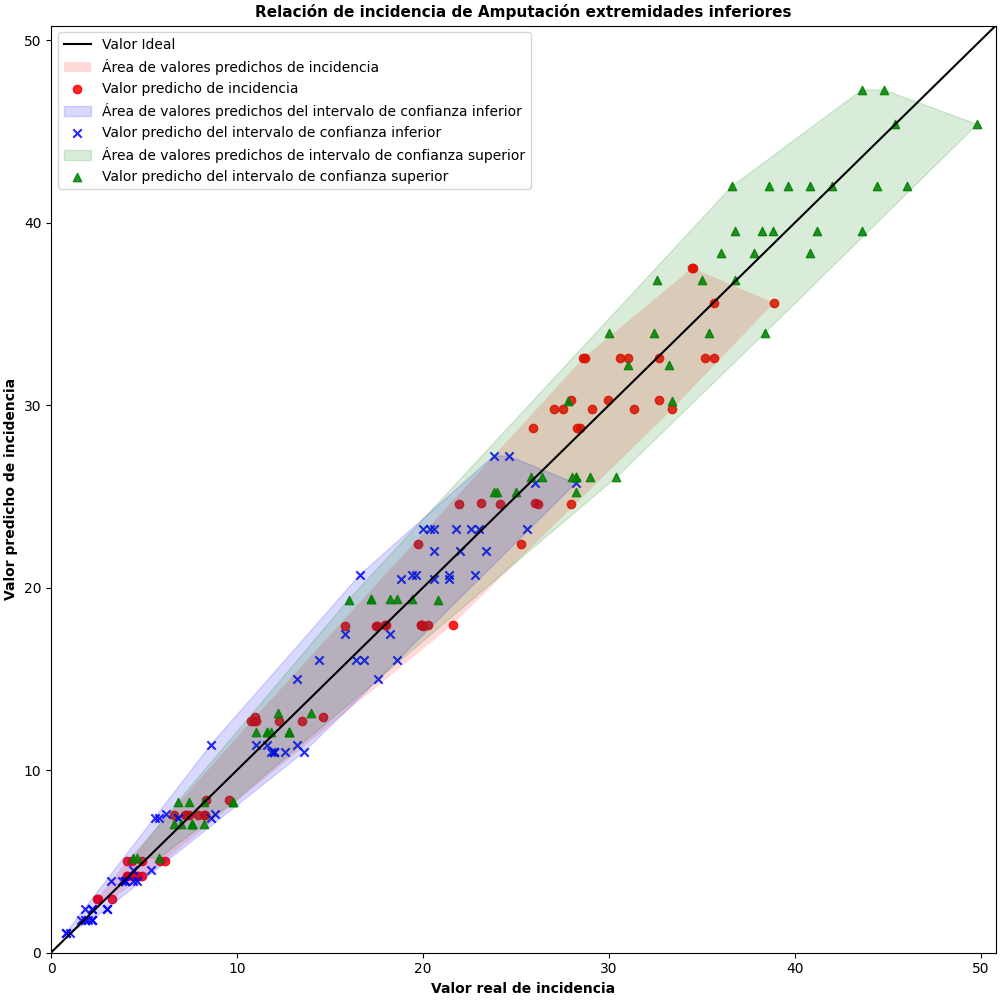 Relación de incidencia de Amputación extremidades inferiores
Valor Ideal
Área de valores predichos de incidencia
Valor predicho de incidencia
Área de valores predichos del intervalo de confianza inferior
Valor predicho del intervalo de confianza inferior
Área de valores predichos de intervalo de confianza superior
Valor predicho del intervalo de confianza superior
Valor predicho de incidencia
50
40
30
20
10
0
0 10 20 30 40 50
Valor real de incidencia